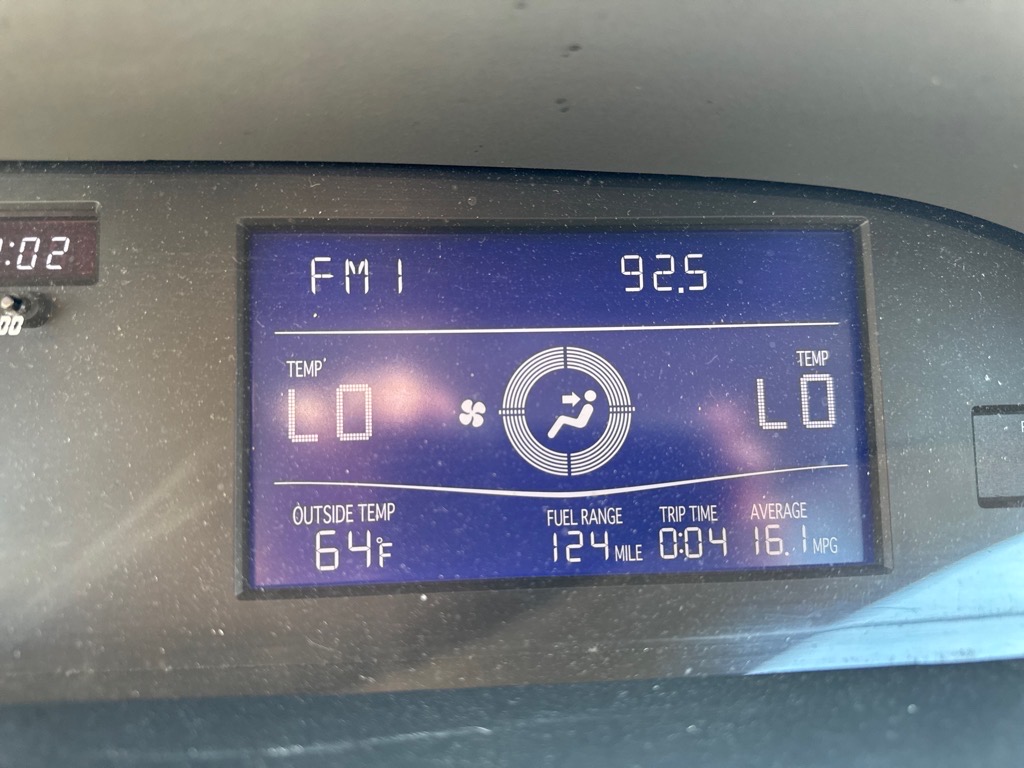 :02
00
FM1 92.5
TEMP TEMP
LO LO
OUTSIDE TEMP FUEL RANGE TRIP TIME AVERAGE
64°F 124 MILE 0:04 16.1 MPG